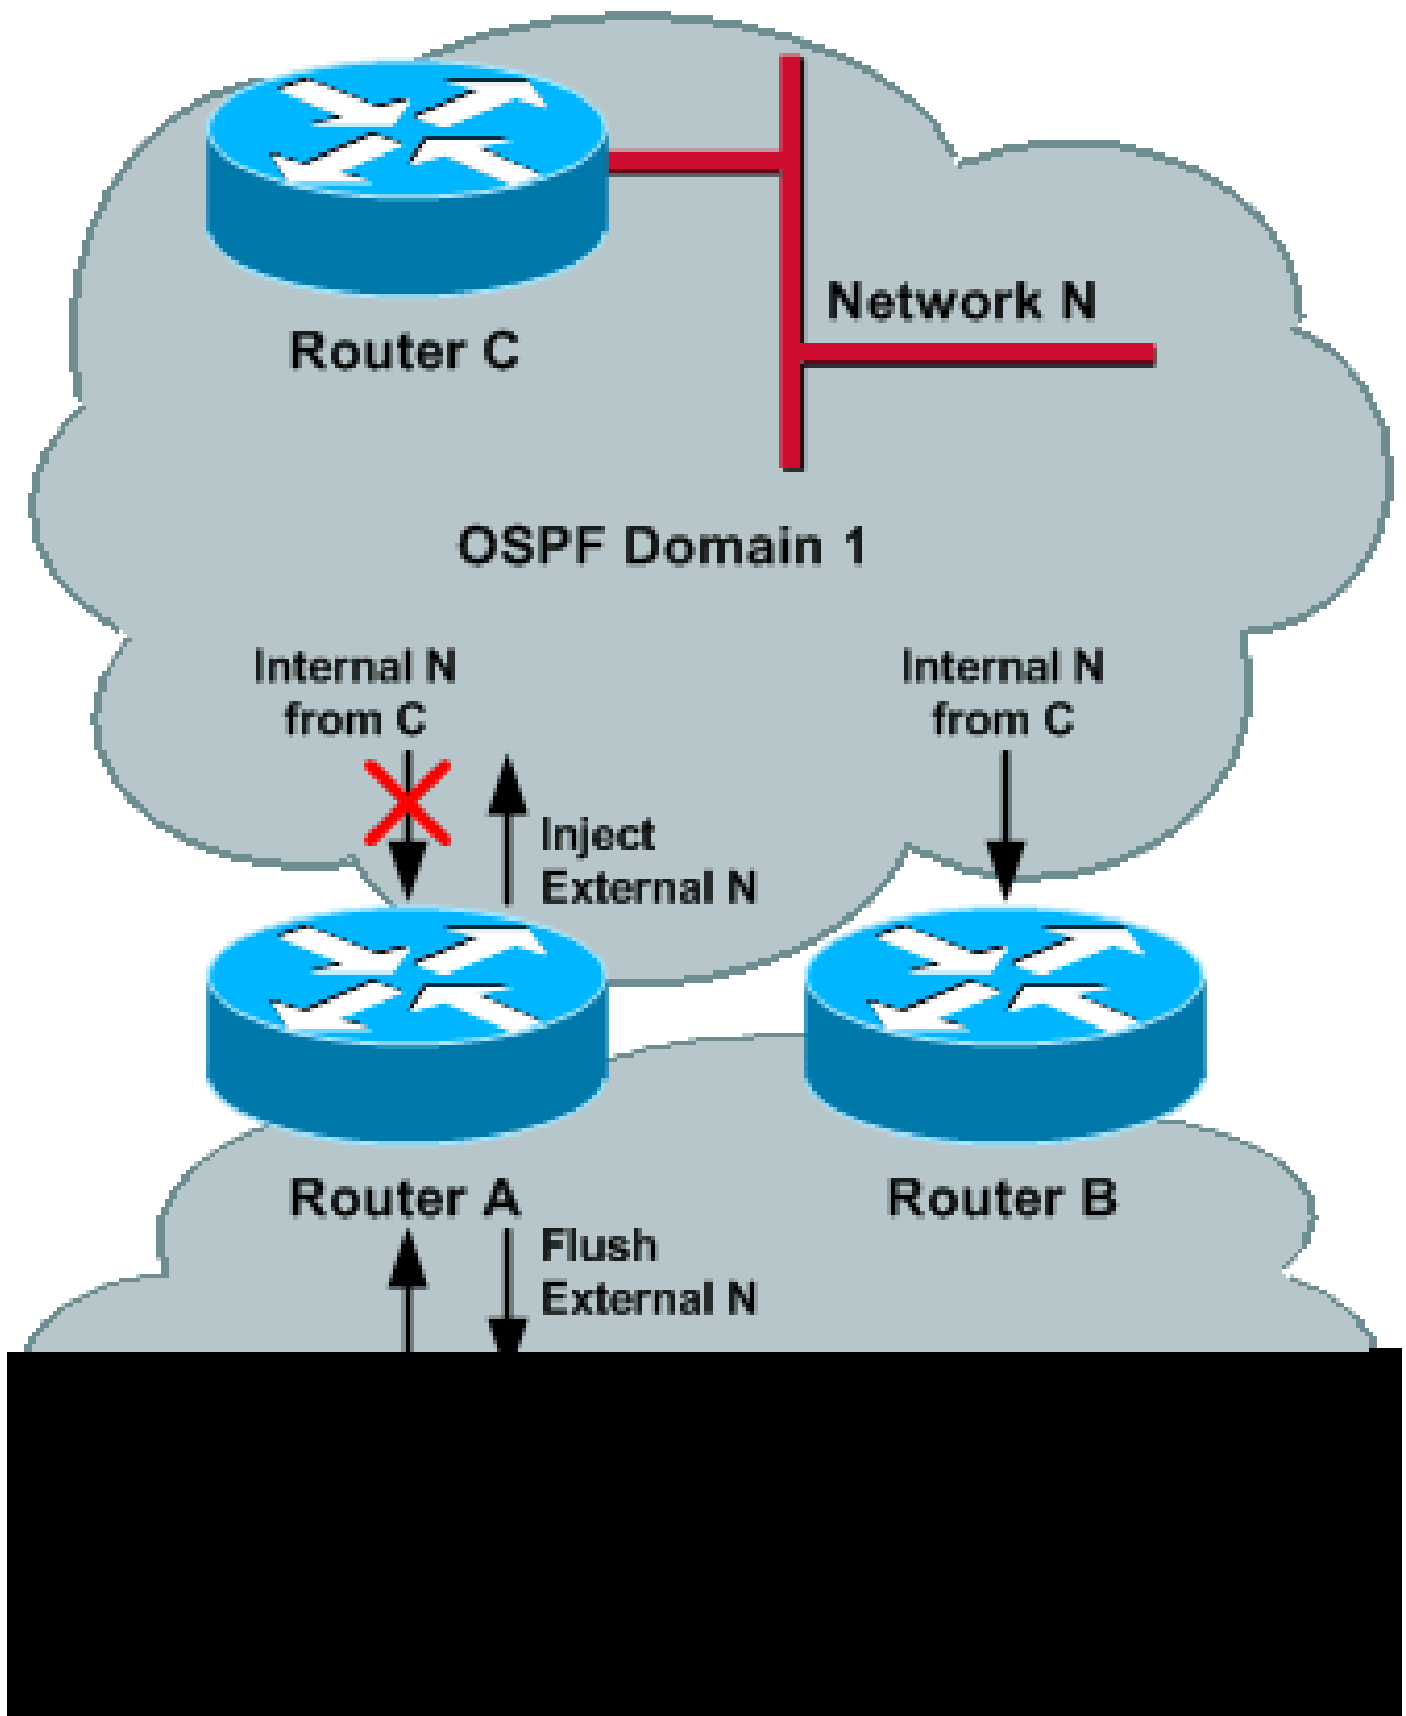 Network N
Router C
OSPF Domain 1
Internal N
from C
Internal N
from C
Inject
External N
Router A
Router B
Flush
External N